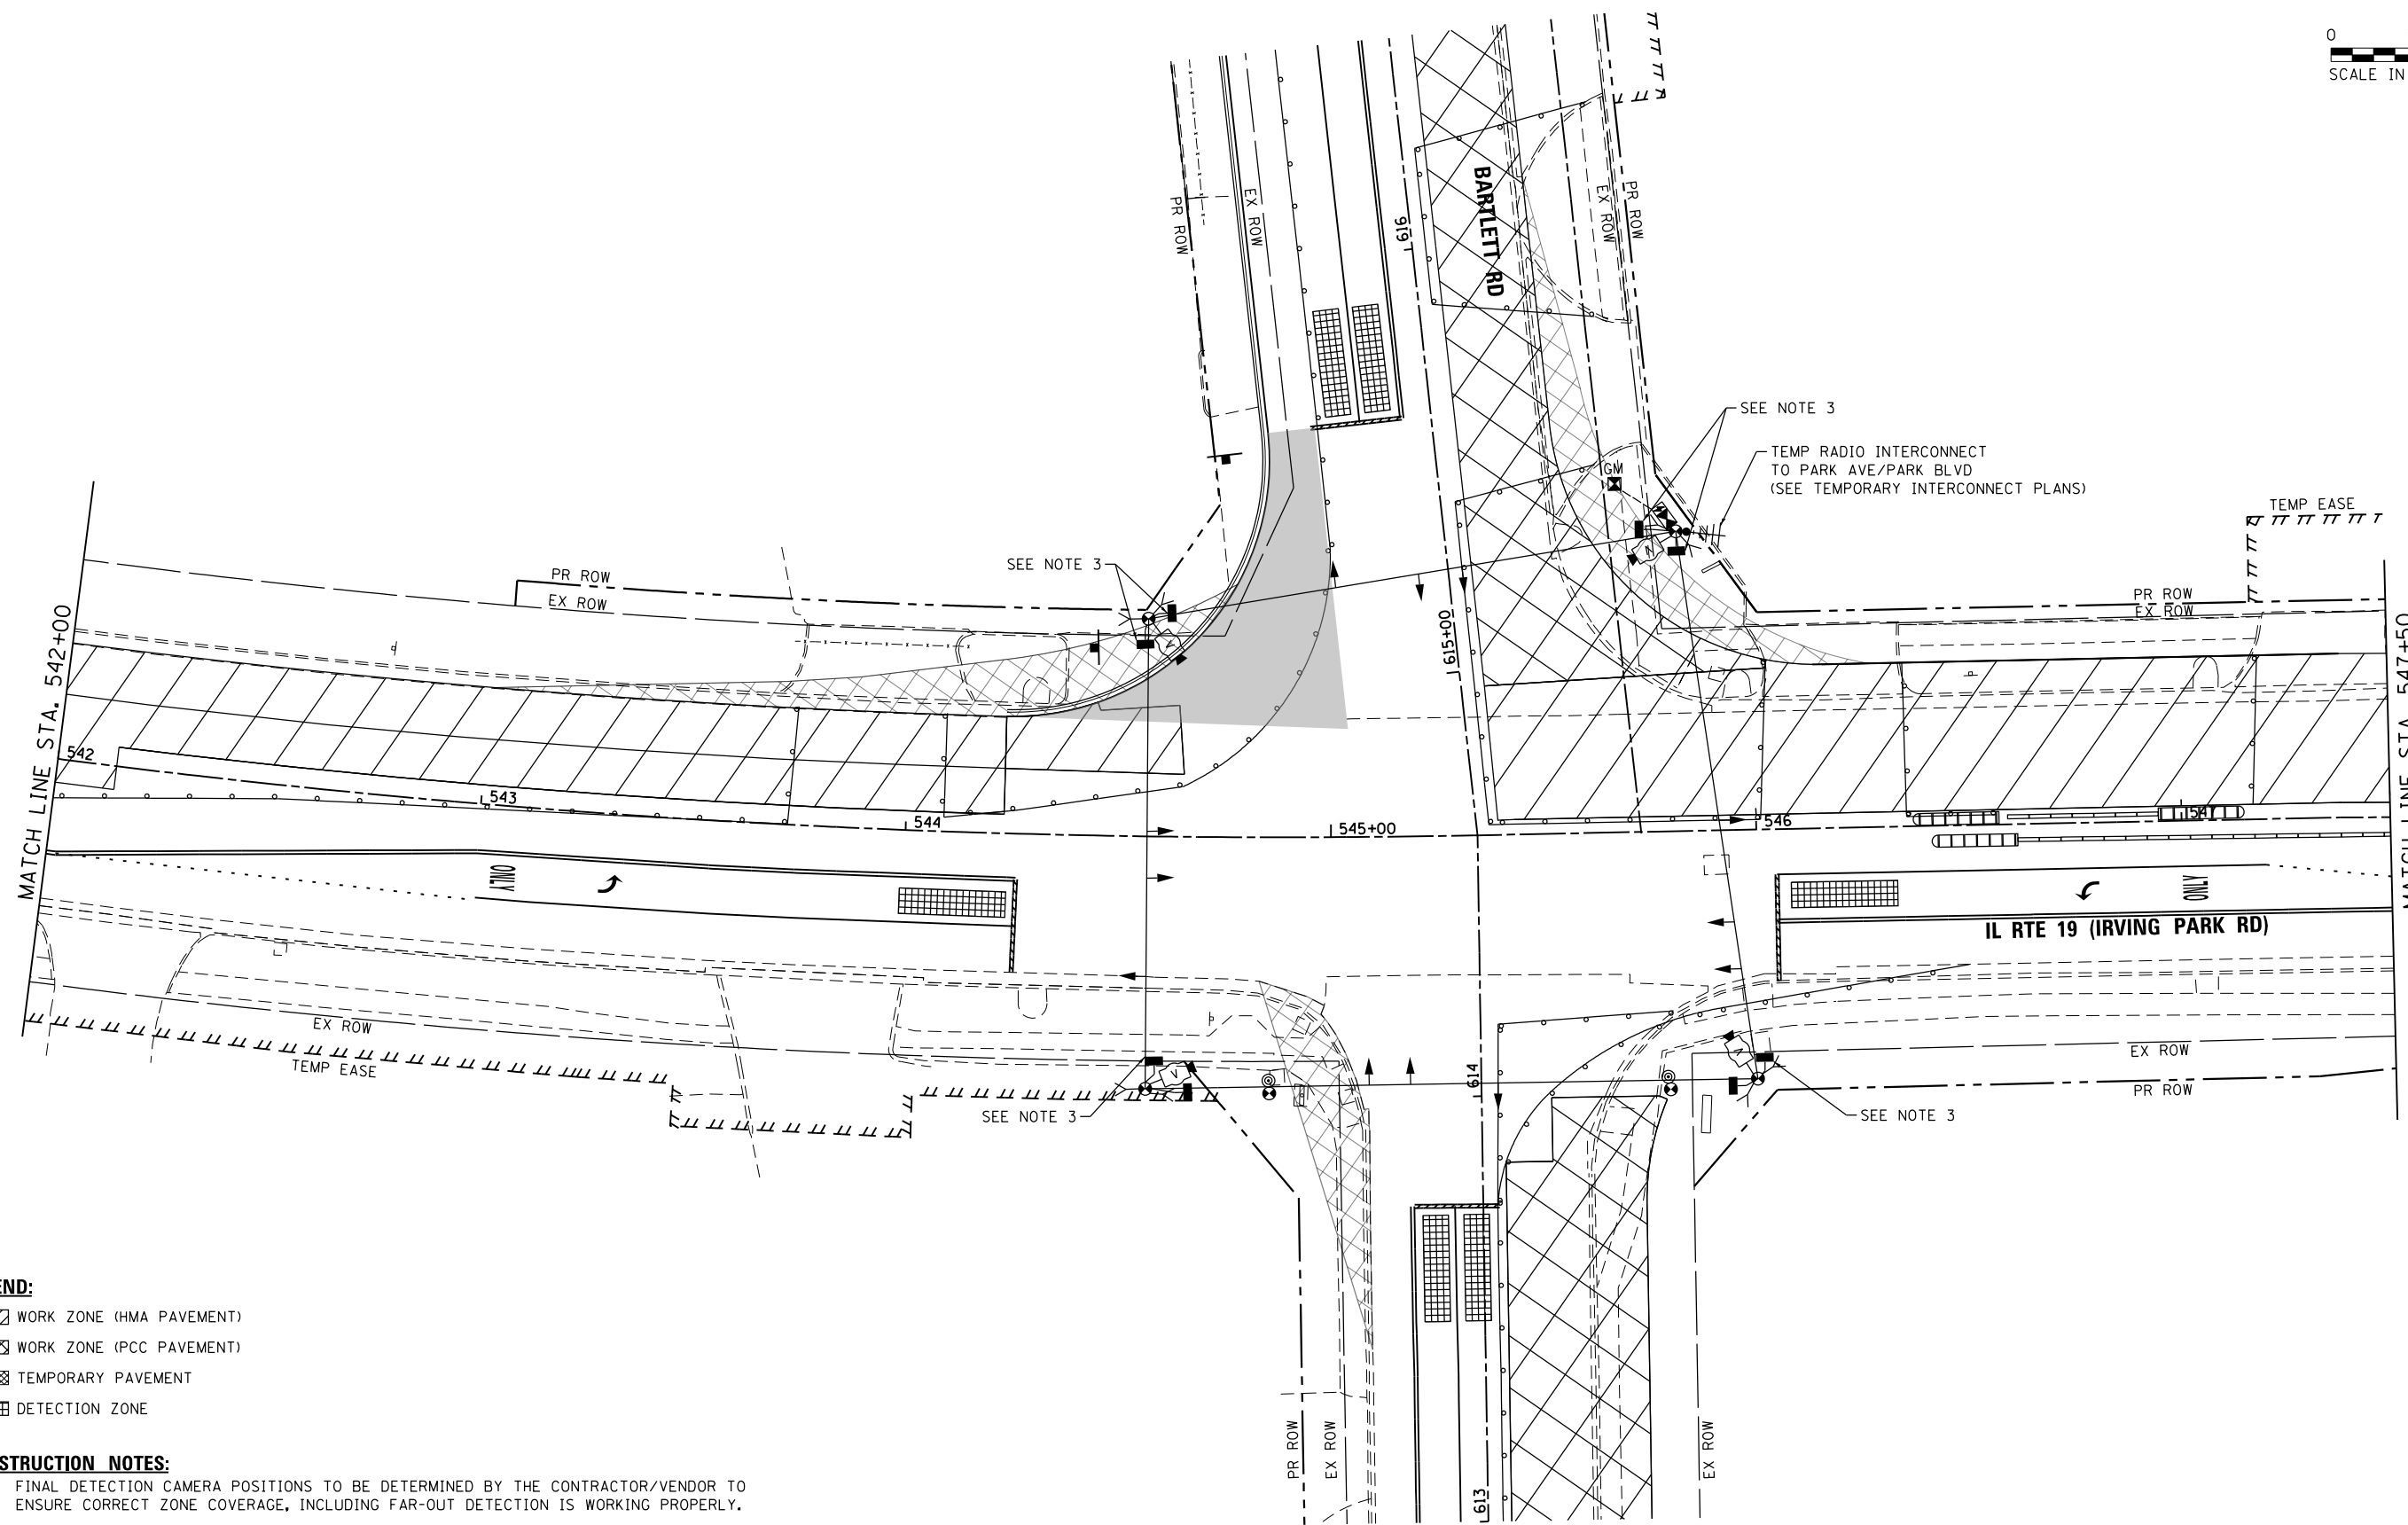 0
SCALE IN
PR ROW
EX ROW
619
BARTLETT RD
EX ROW
PR ROW
SEE NOTE 3
TEMP RADIO INTERCONNECT
TO PARK AVE/PARK BLVD
(SEE TEMPORARY INTERCONNECT PLANS)
GM
TEMP EASE
SEE NOTE 3
PR ROW
EX ROW
PR ROW
EX ROW
615+00
MATCH LINE STA. 542+00
542
543
544
545+00
546
547
MATCH LINE STA. 547+50
ONLY
ONLY
IL RTE 19 (IRVING PARK RD)
EX ROW
TEMP EASE
V
V
SEE NOTE 3
614
SEE NOTE 3
EX ROW
PR ROW
END:
WORK ZONE (HMA PAVEMENT)
WORK ZONE (PCC PAVEMENT)
TEMPORARY PAVEMENT
DETECTION ZONE
PR ROW
EX ROW
613
EX ROW
STRUCTION NOTES:
FINAL DETECTION CAMERA POSITIONS TO BE DETERMINED BY THE CONTRACTOR/VENDOR TO
ENSURE CORRECT ZONE COVERAGE, INCLUDING FAR-OUT DETECTION IS WORKING PROPERLY.